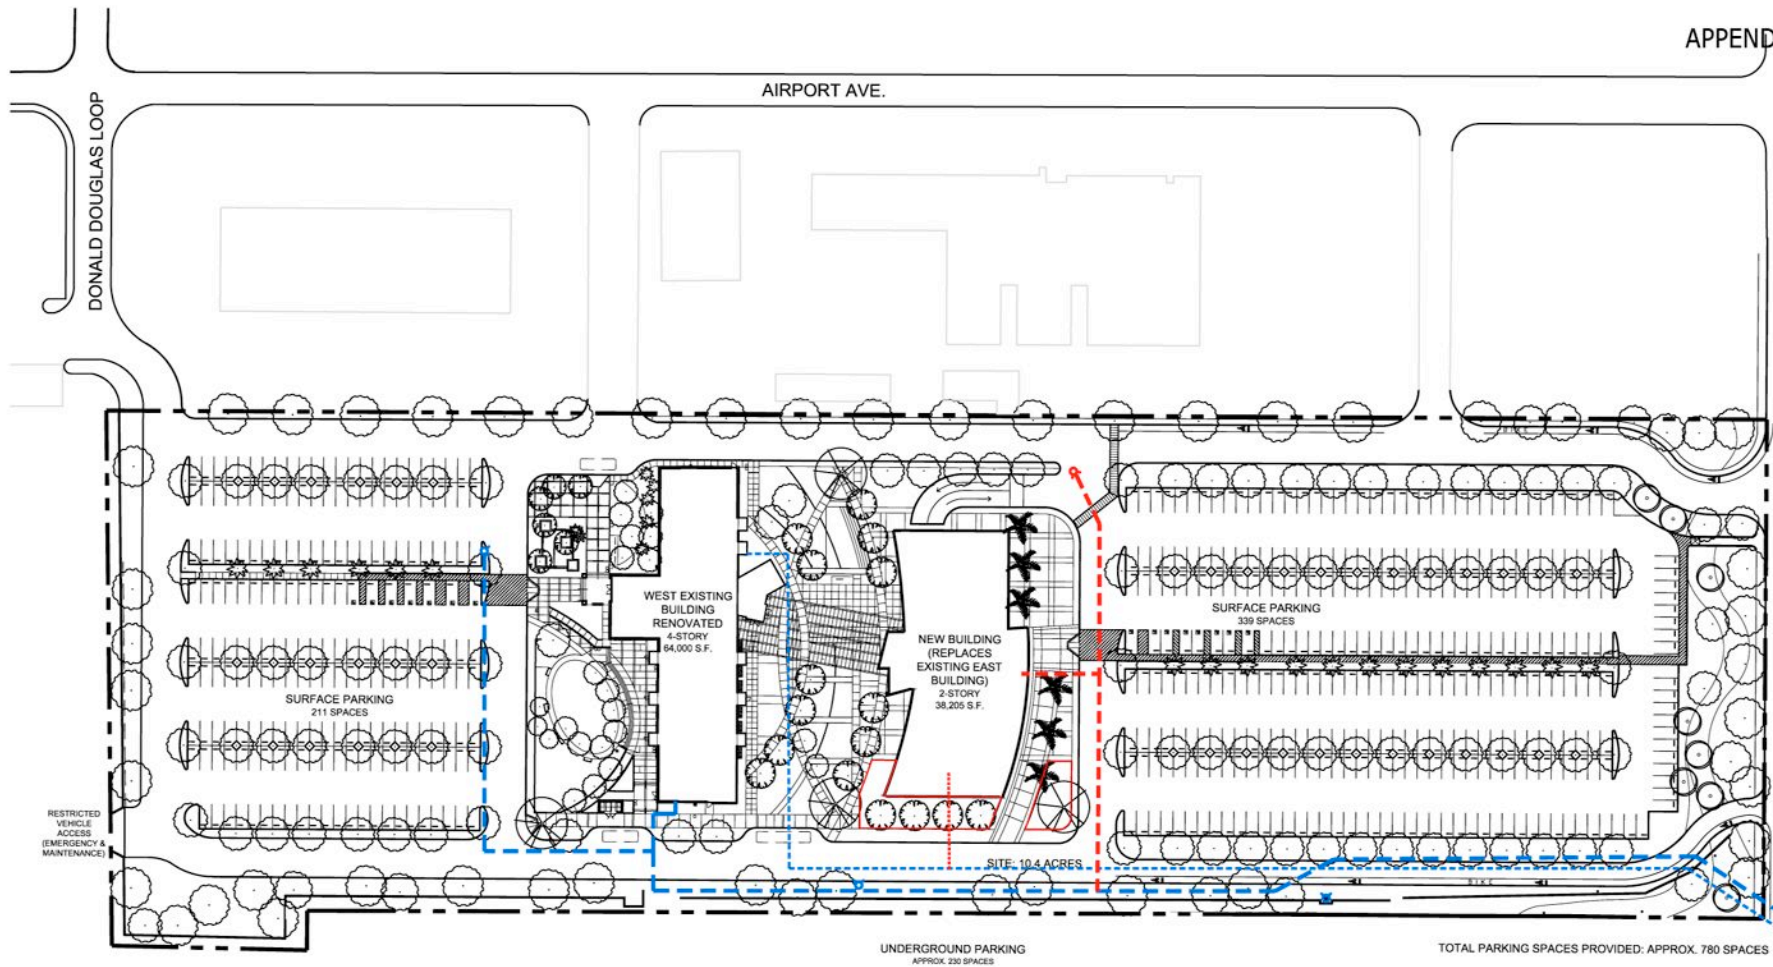 APPEND
AIRPORT AVE.
DONALD DOUGLAS LOOP
WEST EXISTING
BUILDING
RENOVATED
4-STORY
64,000 S.F.
NEW BUILDING
(REPLACES
EXISTING EAST
BUILDING)
2-STORY
38,205 S.F.
SURFACE PARKING
339 SPACES
SURFACE PARKING
211 SPACES
RESTRICTED
VEHICLE
ACCESS
(EMERGENCY &
MAINTENANCE)
SITE: 10.4 ACRES
UNDERGROUND PARKING
APPROX. 230 SPACES
TOTAL PARKING SPACES PROVIDED: APPROX. 780 SPACES